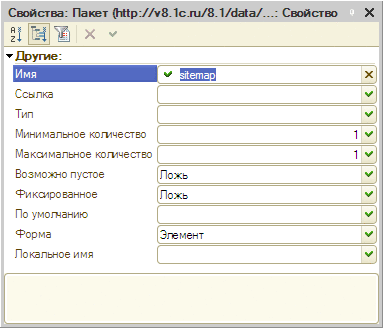 Свойства: Пакет (http://v8.1c.ru/8.1/data/...: Свойство
Другие:
Имя sitemap
Ссылка
Тип
Минимальное количество 1
Максимальное количество 1
Возможно пустое Ложь
Фиксированное Ложь
По умолчанию
Форма Элемент
Локальное имя